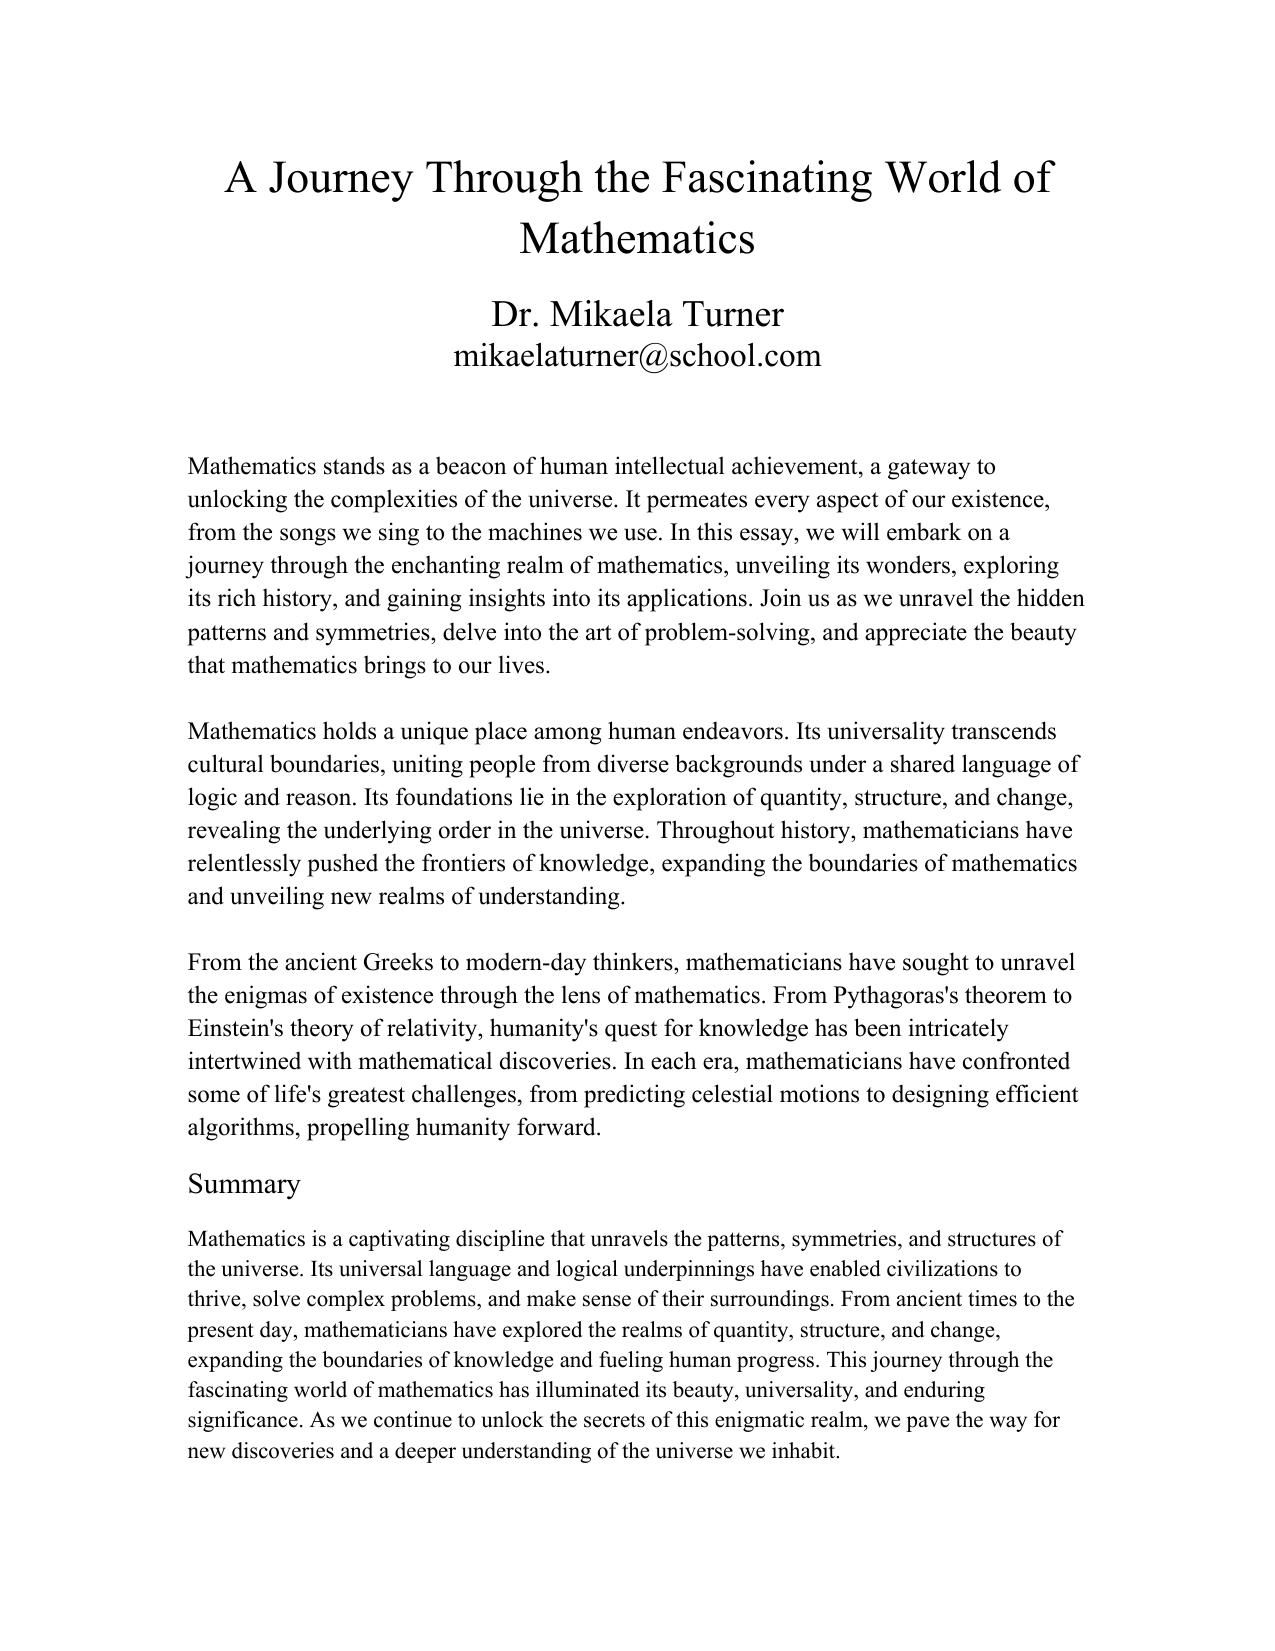 A Journey Through the Fascinating World of
Mathematics
Dr. Mikaela Turner
mikaelaturner@school.com
Mathematics stands as a beacon of human intellectual achievement, a gateway to
unlocking the complexities of the universe. It permeates every aspect of our existence,
from the songs we sing to the machines we use. In this essay, we will embark on a
journey through the enchanting realm of mathematics, unveiling its wonders, exploring
its rich history, and gaining insights into its applications. Join us as we unravel the hidden
patterns and symmetries, delve into the art of problem-solving, and appreciate the beauty
that mathematics brings to our lives.
Mathematics holds a unique place among human endeavors. Its universality transcends
cultural boundaries, uniting people from diverse backgrounds under a shared language of
logic and reason. Its foundations lie in the exploration of quantity, structure, and change,
revealing the underlying order in the universe. Throughout history, mathematicians have
relentlessly pushed the frontiers of knowledge, expanding the boundaries of mathematics
and unveiling new realms of understanding.
From the ancient Greeks to modern-day thinkers, mathematicians have sought to unravel
the enigmas of existence through the lens of mathematics. From Pythagoras's theorem to
Einstein's theory of relativity, humanity's quest for knowledge has been intricately
intertwined with mathematical discoveries. In each era, mathematicians have confronted
some of life's greatest challenges, from predicting celestial motions to designing efficient
algorithms, propelling humanity forward.
Summary
Mathematics is a captivating discipline that unravels the patterns, symmetries, and structures of
the universe. Its universal language and logical underpinnings have enabled civilizations to
thrive, solve complex problems, and make sense of their surroundings. From ancient times to the
present day, mathematicians have explored the realms of quantity, structure, and change,
expanding the boundaries of knowledge and fueling human progress. This journey through the
fascinating world of mathematics has illuminated its beauty, universality, and enduring
significance. As we continue to unlock the secrets of this enigmatic realm, we pave the way for
new discoveries and a deeper understanding of the universe we inhabit.